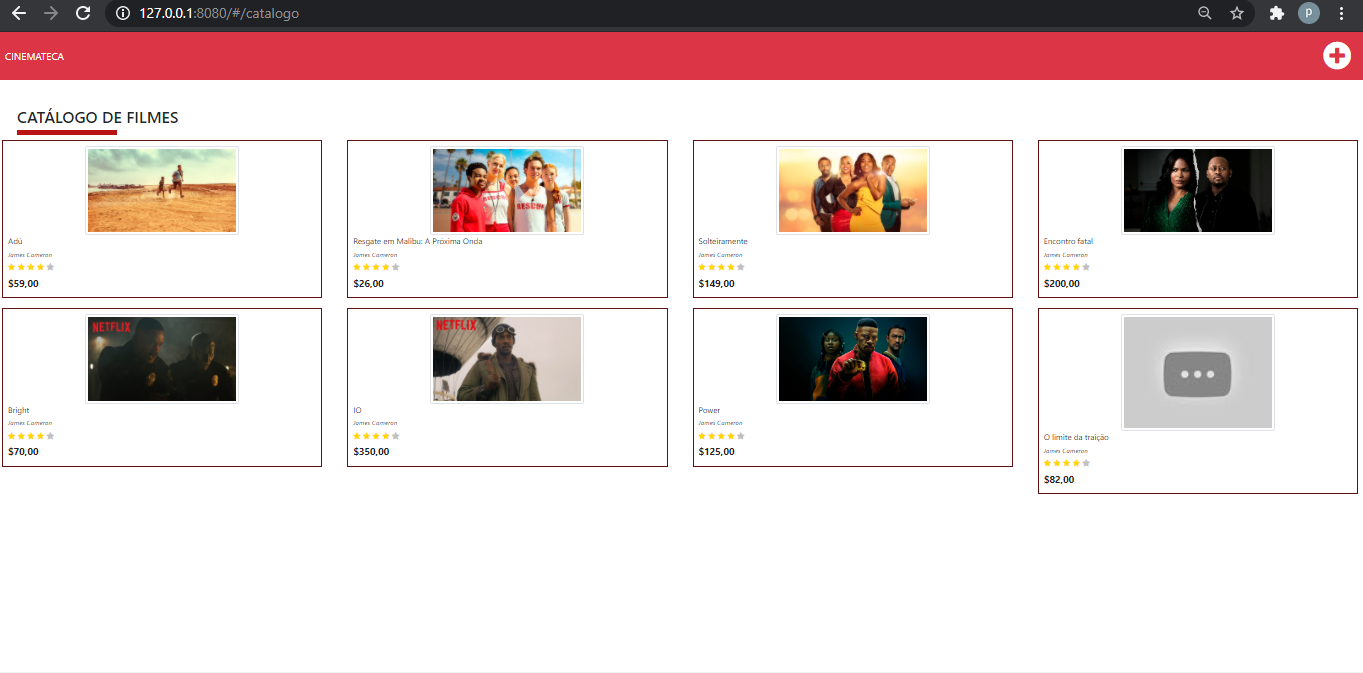 127.0.0.1:8080/#/catalogo
p
CINEMATECA
CATÁLOGO DE FILMES
Adú
James Cameron
$59,00
RESCUE
Resgate em Malibu: A Próxima Onda
James Cameron
$26,00
Solteiramente
James Cameron
$149,00
Encontro fatal
James Cameron
$200,00
NETFLIX
Bright
James Cameron
$70,00
NETFLIX
IO
James Cameron
$350,00
Power
James Cameron
$125,00
O limite da traição
James Cameron
$82,00